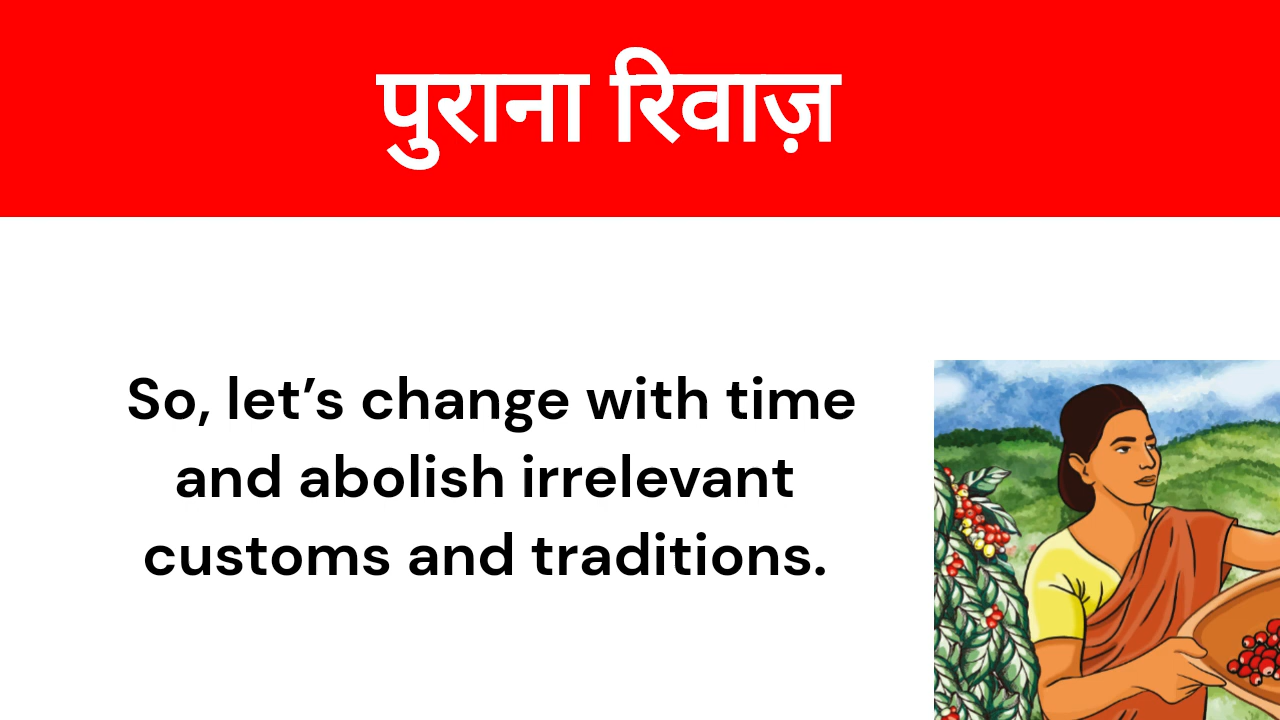 पुराना रिवाज़
So, let’s change with time
and abolish irrelevant
customs and traditions.